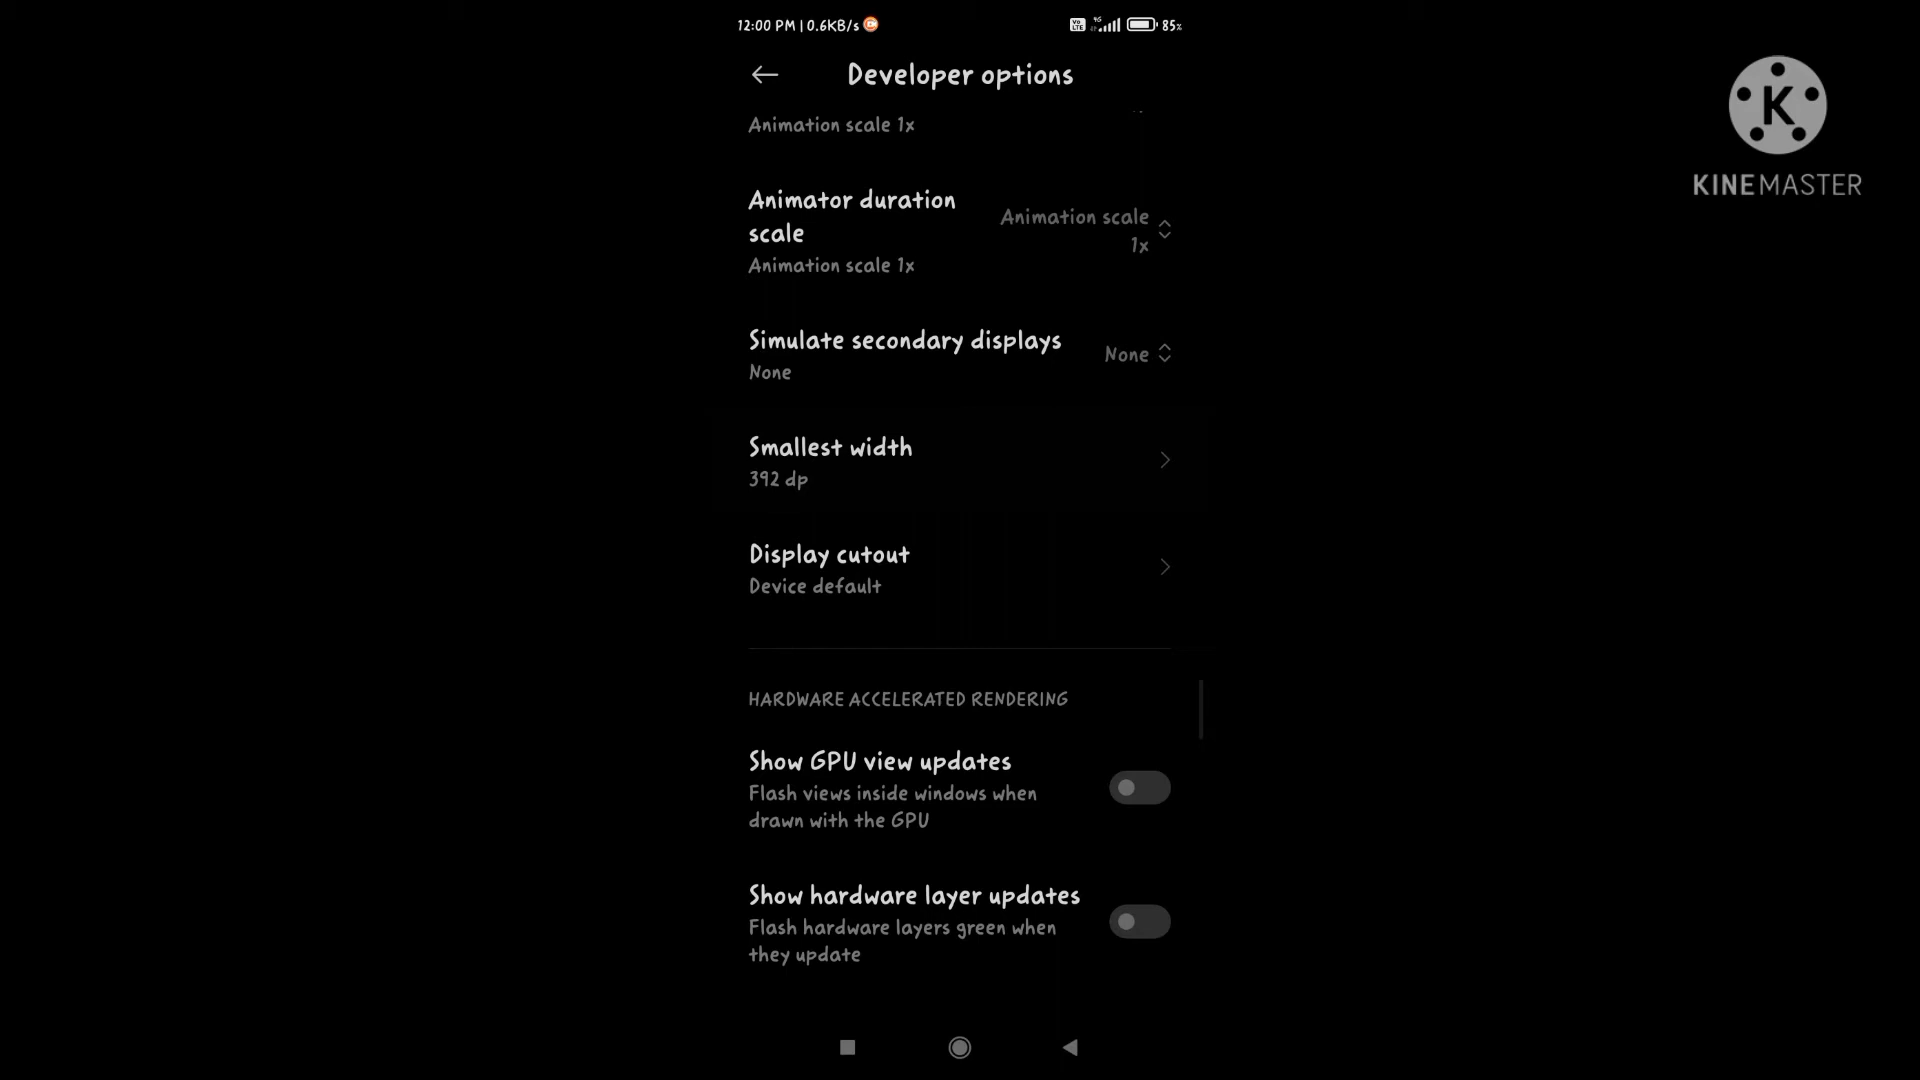 12:00 PM | 0.6KB/s
Vo LTE 4G 85%
Developer options
Animation scale 1x
Animator duration
scale
Animation scale 1x
Animation scale
1x
Simulate secondary displays
None
None
Smallest width
392 dp
Display cutout
Device default
HARDWARE ACCELERATED RENDERING
Show GPU view updates
Flash views inside windows when
drawn with the GPU
Show hardware layer updates
Flash hardware layers green when
they update
K
KINEMASTER